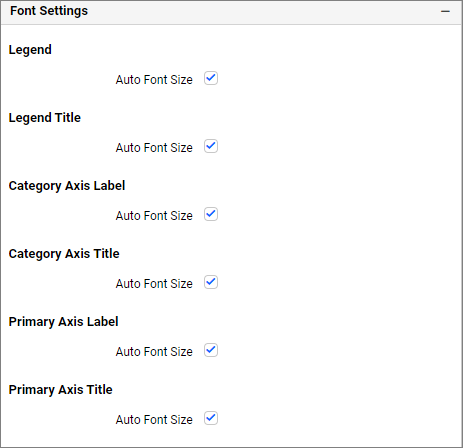 Font Settings
Legend
Auto Font Size
Legend Title
Auto Font Size
Category Axis Label
Auto Font Size
Category Axis Title
Auto Font Size
Primary Axis Label
Auto Font Size
Primary Axis Title
Auto Font Size